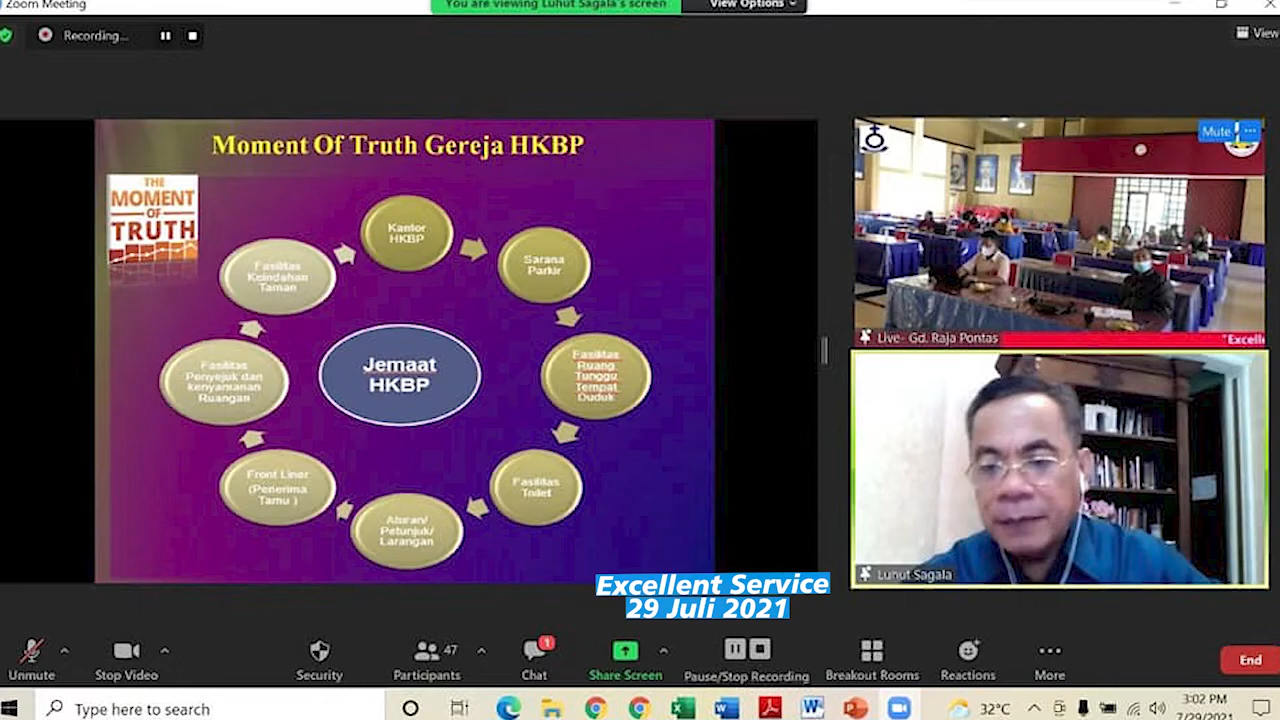 Zoom Meeting
You are viewing Luhut Sagala's screen
View Options
Recording...
View
Moment Of Truth Gereja HKBP
THE
MOMENT
OF
TRUTH
Kantor
HKBP
Sarana
Parkir
Fasilitas
Ruang
Tunggu
Tempat
Duduk
Fasilitas
Toilet
Aturan/
Petunjuk/
Larangan
Front Liner
(Penerima
Tamu )
Fasilitas
Penyejuk dan
kenyamanan
Ruangan
Fasilitas
Keindahan
Taman
Jemaat
HKBP
Mute
Live- Gd. Raja Pontas
"Excell
Luhut Sagala
Excellent Service
29 Juli 2021
Unmute
Stop Video
Security
47
Participants
1
Chat
Share Screen
Pause/Stop Recording
Breakout Rooms
Reactions
More
End
Type here to search
32°C
3:02 PM
7/29/2021